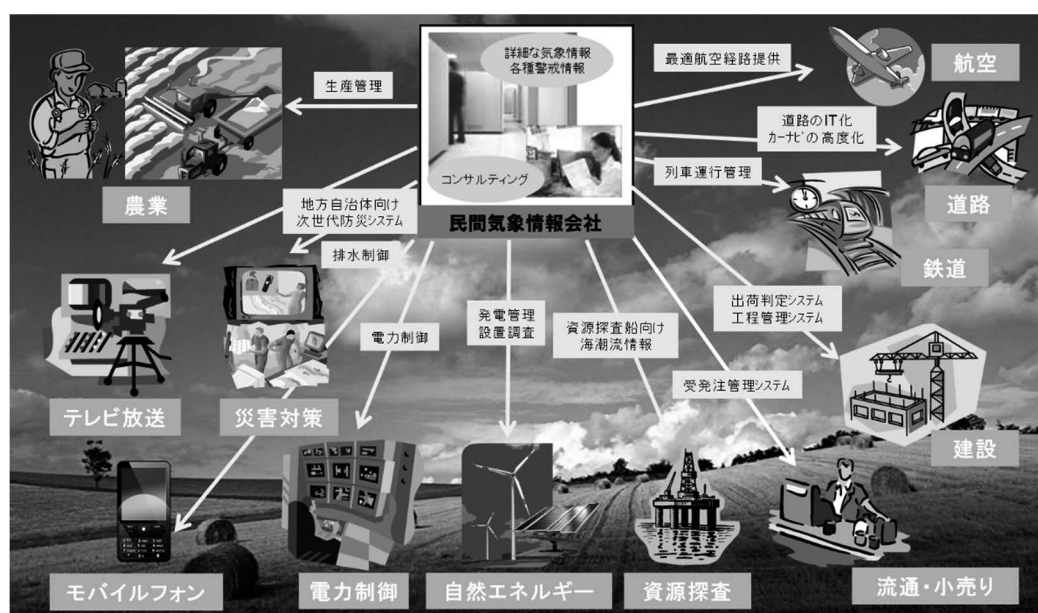 詳細な気象情報
各種警戒情報
コンサルティング
民間気象情報会社
生産管理
農業
最適航空経路提供
航空
道路のIT化
カーナビの高度化
道路
列車運行管理
鉄道
地方自治体向け
次世代防災システム
排水制御
テレビ放送
災害対策
電力制御
発電管理
設置調査
資源探査船向け
海潮流情報
出荷判定システム
工程管理システム
受発注管理システム
建設
モバイルフォン
電力制御
自然エネルギー
資源探査
流通・小売り